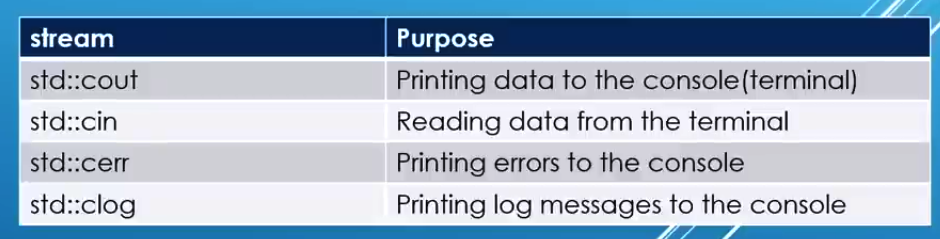 stream Purpose
std::cout Printing data to the console(terminal)
std::cin Reading data from the terminal
std::cerr Printing errors to the console
std::clog Printing log messages to the console